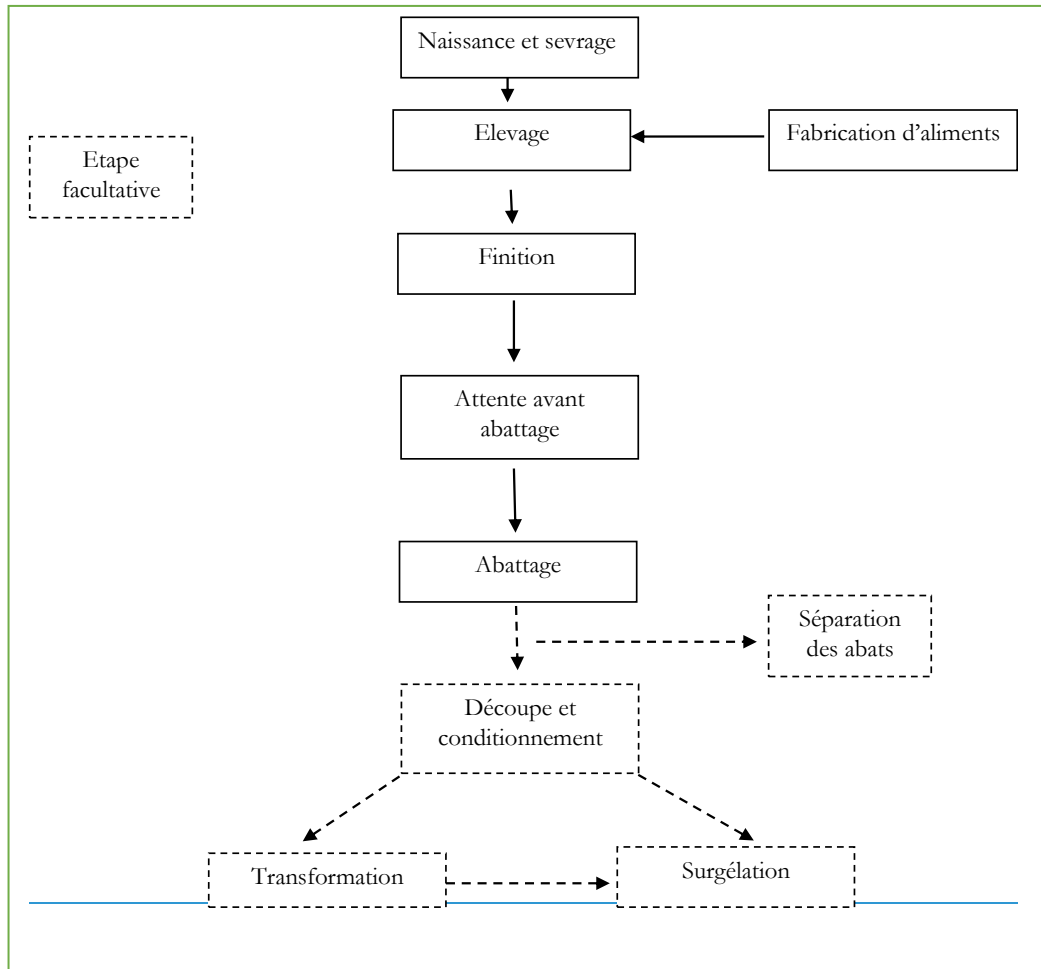 Naissance et sevrage
Elevage
Fabrication d’aliments
Etape
facultative
Finition
Attente avant
abattage
Abattage
Séparation
des abats
Découpe et
conditionnement
Transformation
Surgélation